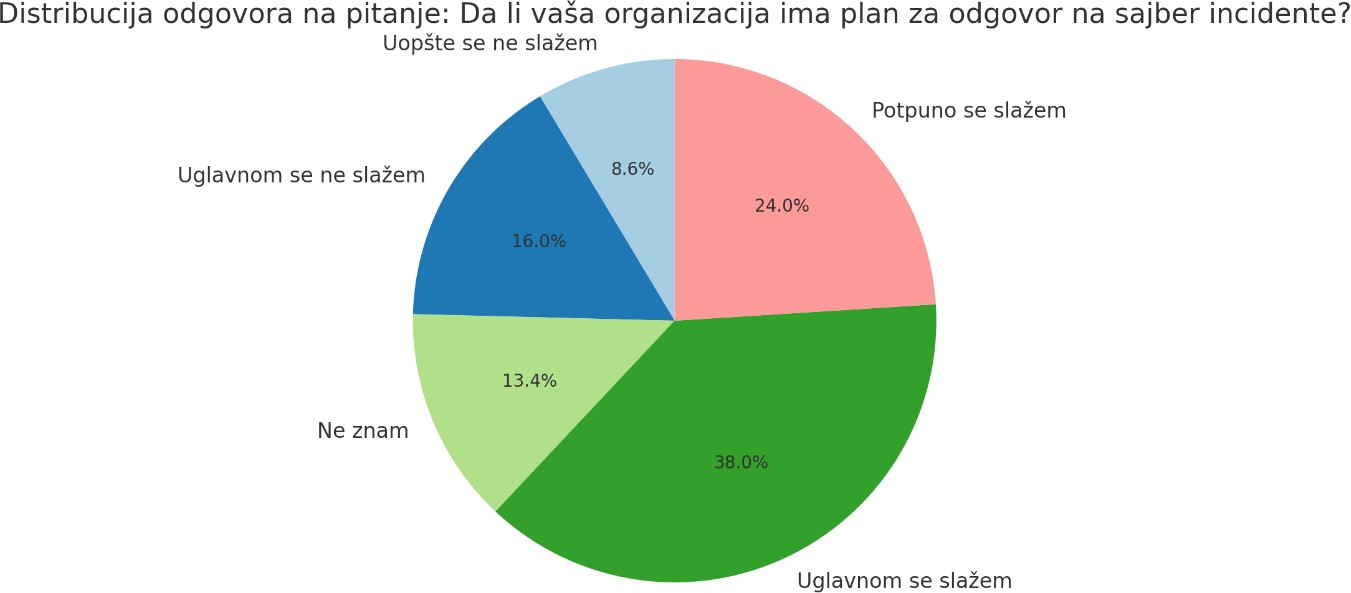 Distribucija odgovora na pitanje: Da li vaša organizacija ima plan za odgovor na sajber incidente?
Uopšte se ne slažem
Potpuno se slažem
Uglavnom se ne slažem
8.6%
24.0%
16.0%
13.4%
Ne znam
38.0%
Uglavnom se slažem